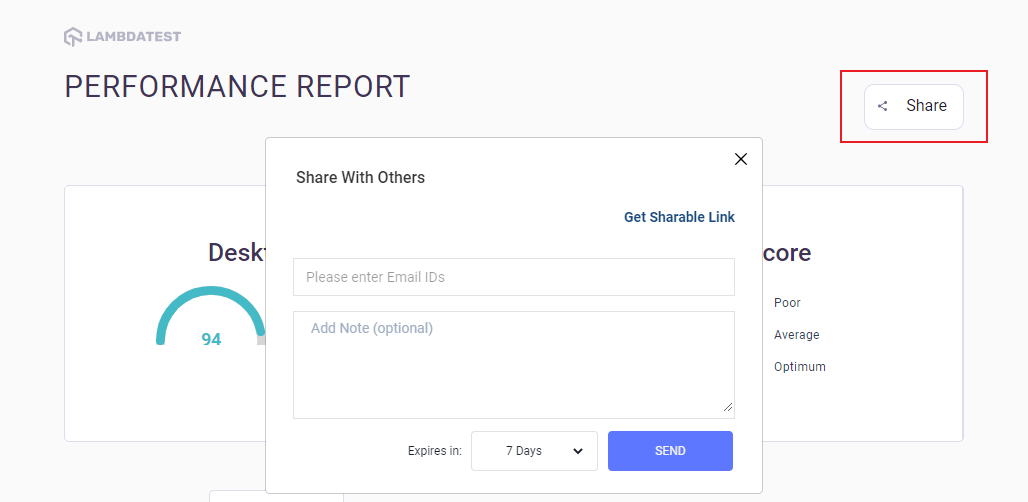 LAMBDATEST
PERFORMANCE REPORT
Share
Share With Others
Get Sharable Link
Please enter Email IDs
Add Note (optional)
Expires in: 7 Days SEND
Deskt
94
core
Poor
Average
Optimum